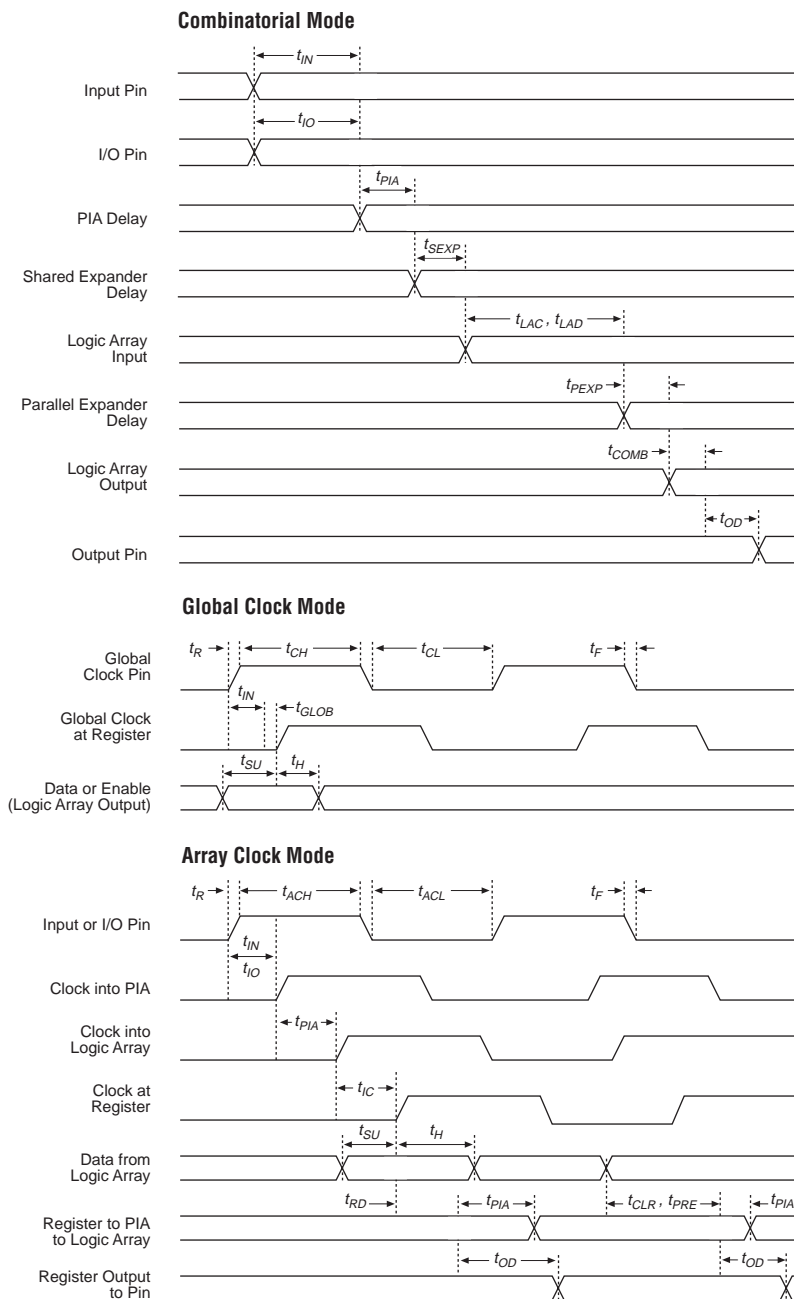 Combinatorial Mode
tIN
Input Pin
tIO
I/O Pin
tPIA
PIA Delay
tSEXP
Shared Expander
Delay
tLAC , tLAD
Logic Array
Input
tPEXP
Parallel Expander
Delay
tCOMB
Logic Array
Output
tOD
Output Pin
Global Clock Mode
tR tCH tCL tF
Global
Clock Pin
tIN tGLOB
Global Clock
at Register
tSU tH
Data or Enable
(Logic Array Output)
Array Clock Mode
tR tACH tACL tF
Input or I/O Pin
tIN
tIO
Clock into PIA
tPIA
Clock into
Logic Array
tIC
Clock at
Register
tSU tH
Data from
Logic Array
tRD tPIA tCLR , tPRE tPIA
Register to PIA
to Logic Array
tOD tOD
Register Output
to Pin